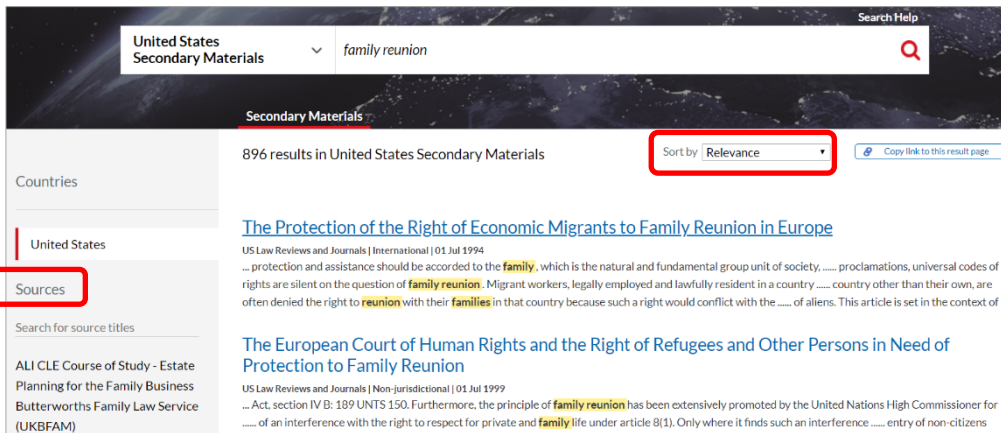 Search Help
United States
Secondary Materials
family reunion
Secondary Materials
896 results in United States Secondary Materials
Sort by Relevance
Copy link to this result page
Countries
United States
Sources
Search for source titles
ALI CLE Course of Study - Estate
Planning for the Family Business
Butterworths Family Law Service
(UKBFAM)
The Protection of the Right of Economic Migrants to Family Reunion in Europe
US Law Reviews and Journals | International | 01 Jul 1994
... protection and assistance should be accorded to the family , which is the natural and fundamental group unit of society, ...... proclamations, universal codes of
rights are silent on the question of family reunion . Migrant workers, legally employed and lawfully resident in a country ...... country other than their own, are
often denied the right to reunion with their families in that country because such a right would conflict with the ...... of aliens. This article is set in the context of
The European Court of Human Rights and the Right of Refugees and Other Persons in Need of
Protection to Family Reunion
US Law Reviews and Journals | Non-jurisdictional | 01 Jul 1999
... Act, section IV B: 189 UNTS 150. Furthermore, the principle of family reunion has been extensively promoted by the United Nations High Commissioner for
...... of an interference with the right to respect for private and family life under article 8(1). Only where it finds such an interference ...... entry of non-citizens